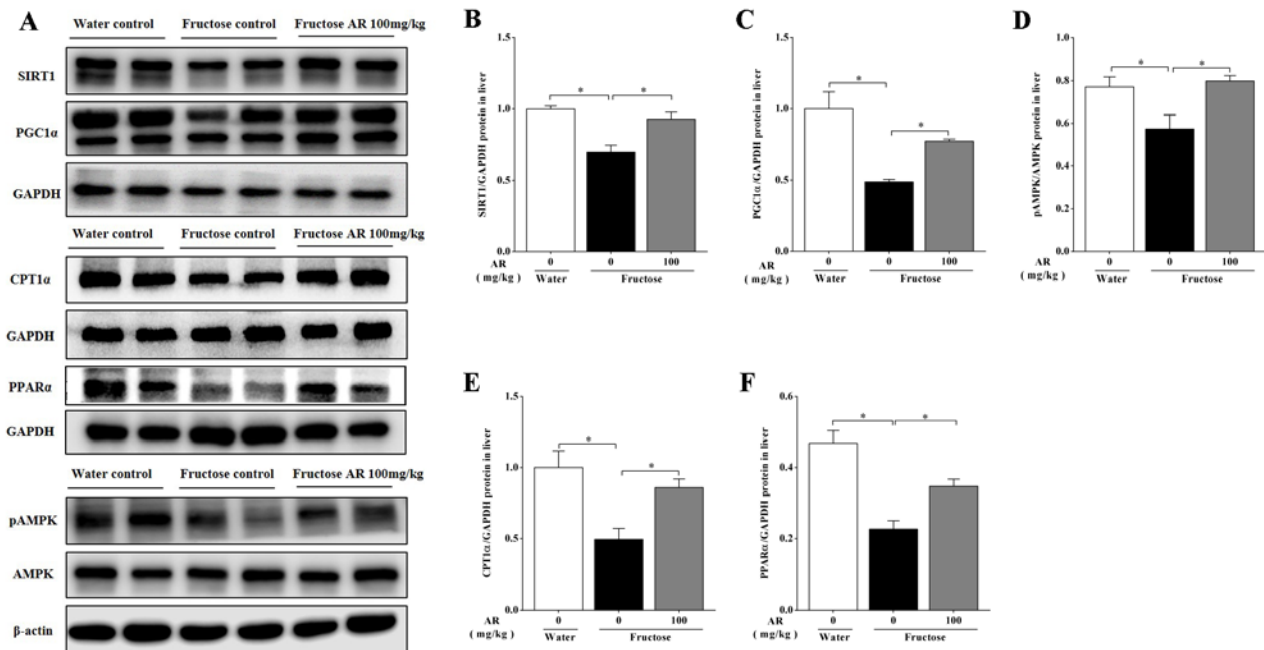 A
Water control Fructose control Fructose AR 100mg/kg
SIRT1
PGC1α
GAPDH
Water control Fructose control Fructose AR 100mg/kg
CPT1α
GAPDH
PPARα
GAPDH
Water control Fructose control Fructose AR 100mg/kg
pAMPK
AMPK
β-actin
B
SIRT1/GAPDH protein in liver
1.5
1.0
0.5
0.0
* *
AR 0 0 100
( mg/kg) Water Fructose
C
PGC1α/GAPDH protein in liver
1.5
1.0
0.5
0.0
*
*
AR 0 0 100
( mg/kg) Water Fructose
D
pAMPK/AMPK protein in liver
1.0
0.8
0.6
0.4
0.2
0.0
* *
AR 0 0 100
( mg/kg) Water Fructose
E
CPT1α/GAPDH protein in liver
1.5
1.0
0.5
0.0
*
*
AR 0 0 100
( mg/kg) Water Fructose
F
PPARα/GAPDH protein in liver
0.6
0.4
0.2
0.0
* *
AR 0 0 100
( mg/kg) Water Fructose